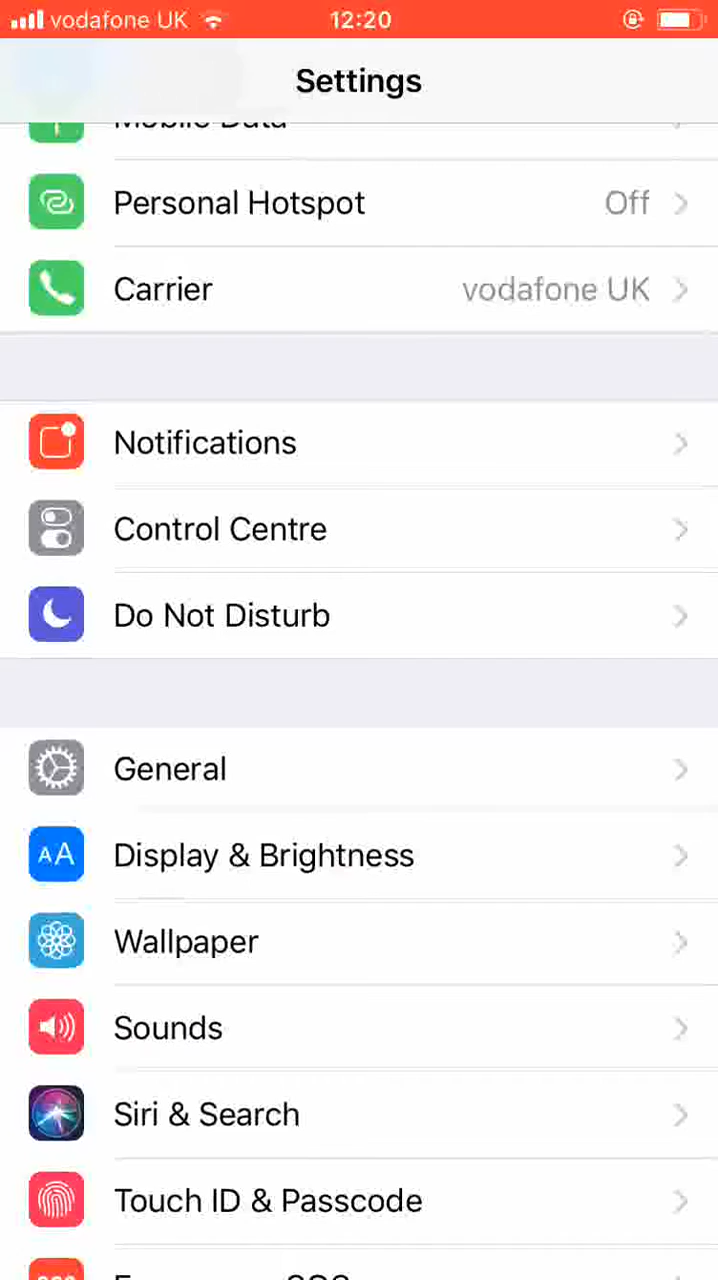 vodafone UK 12:20
Settings
Mobile Data
Personal Hotspot Off
Carrier vodafone UK
Notifications
Control Centre
Do Not Disturb
General
AA Display & Brightness
Wallpaper
Sounds
Siri & Search
Touch ID & Passcode